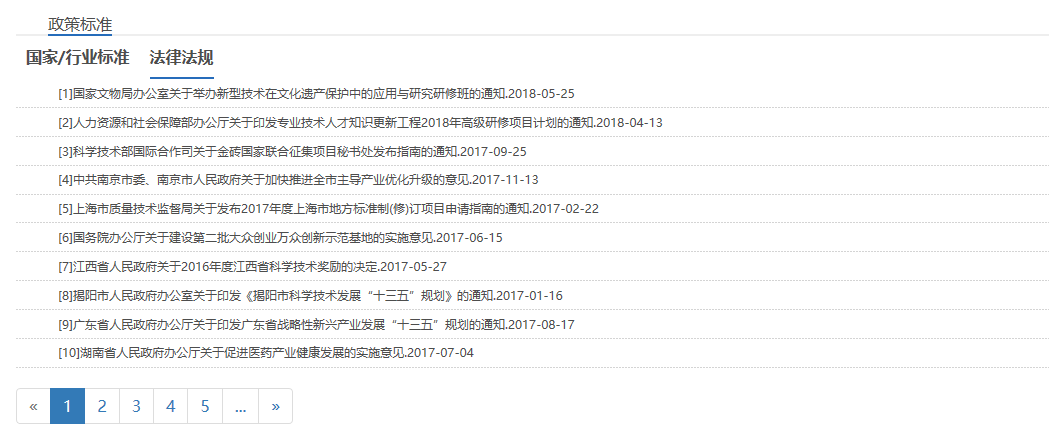 政策标准
国家/行业标准 法律法规
[1]国家文物局办公室关于举办新型技术在文化遗产保护中的应用与研究研修班的通知.2018-05-25
[2]人力资源和社会保障部办公厅关于印发专业技术人才知识更新工程2018年高级研修项目计划的通知.2018-04-13
[3]科学技术部国际合作司关于金砖国家联合征集项目秘书处发布指南的通知.2017-09-25
[4]中共南京市委、南京市人民政府关于加快推进全市主导产业优化升级的意见.2017-11-13
[5]上海市质量技术监督局关于发布2017年度上海市地方标准制(修)订项目申请指南的通知.2017-02-22
[6]国务院办公厅关于建设第二批大众创业万众创新示范基地的实施意见.2017-06-15
[7]江西省人民政府关于2016年度江西省科学技术奖励的决定.2017-05-27
[8]揭阳市人民政府办公室关于印发《揭阳市科学技术发展“十三五”规划》的通知.2017-01-16
[9]广东省人民政府办公厅关于印发广东省战略性新兴产业发展“十三五”规划的通知.2017-08-17
[10]湖南省人民政府办公厅关于促进医药产业健康发展的实施意见.2017-07-04
« 1 2 3 4 5 ... »